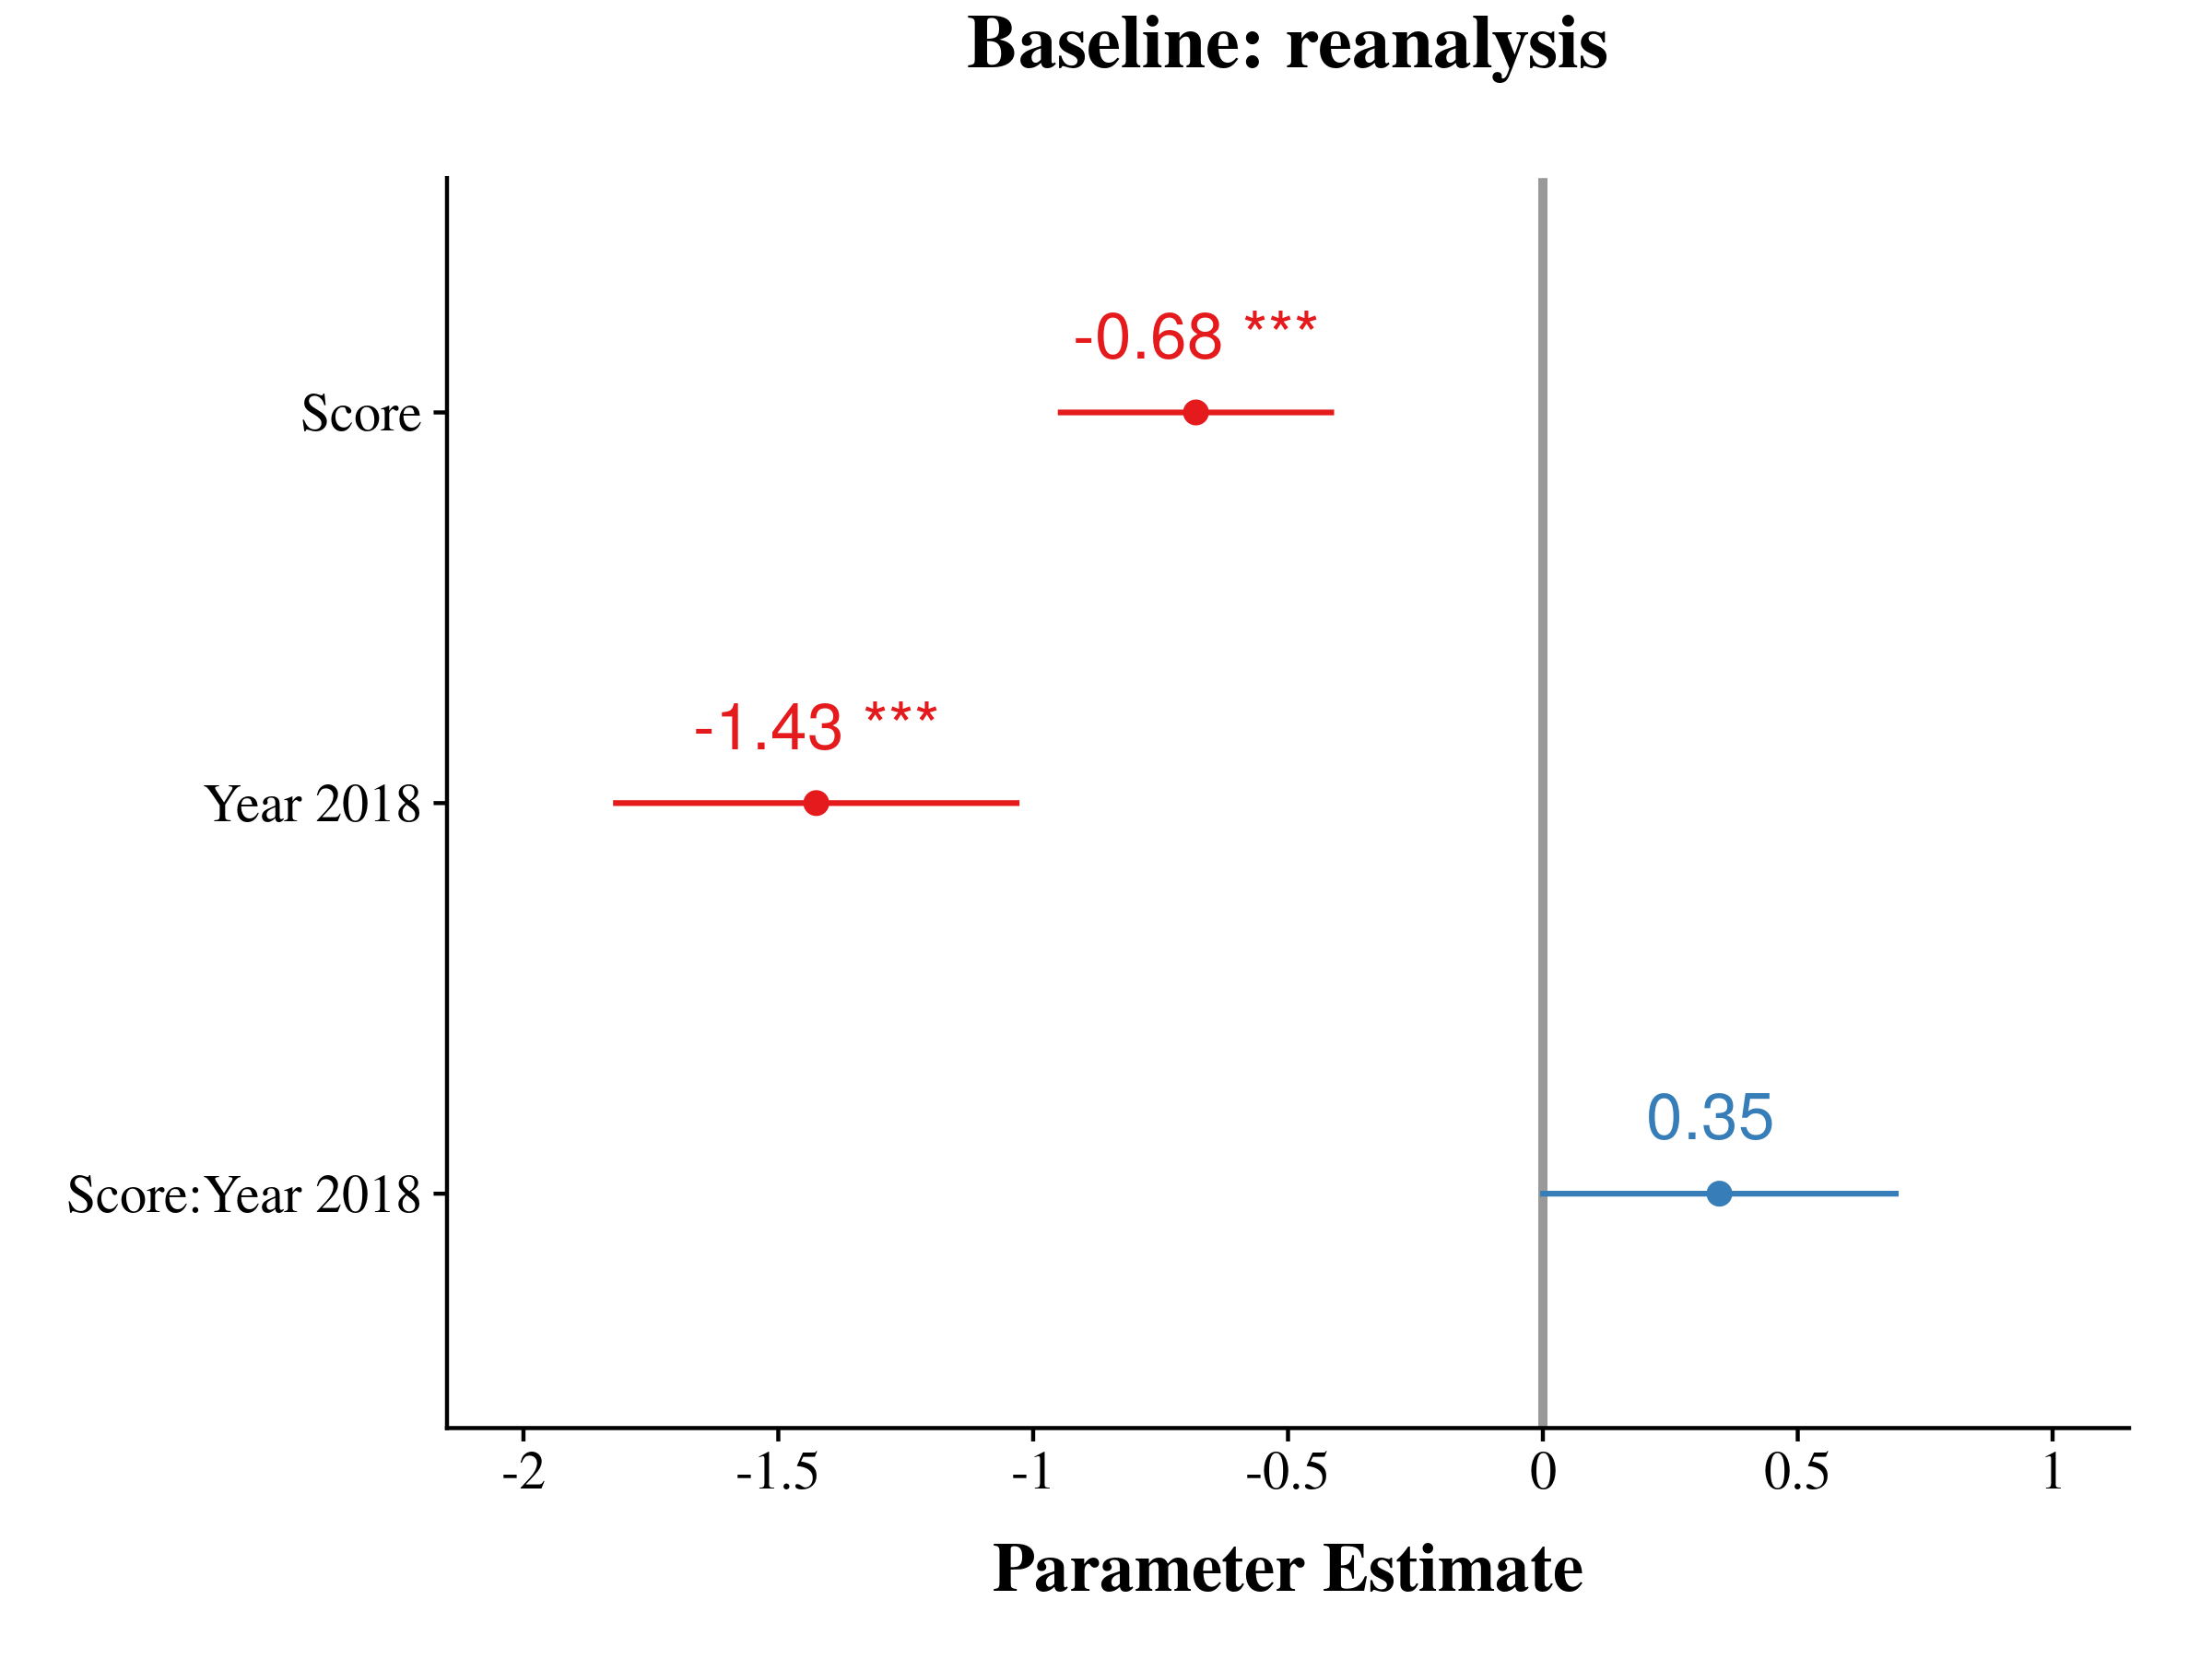 Baseline: reanalysis
-0.68 ***
Score
-1.43 ***
Year 2018
0.35
Score:Year 2018
-2 -1.5 -1 -0.5 0 0.5 1
Parameter Estimate